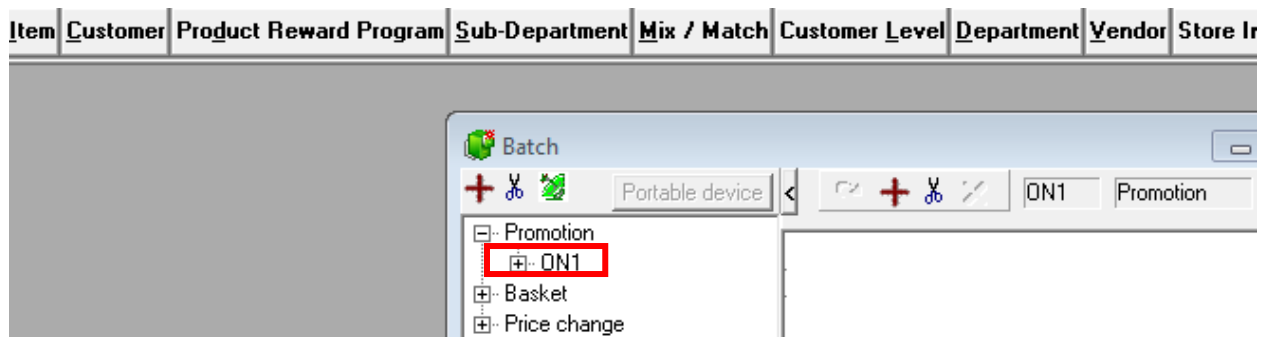 Item Customer Product Reward Program Sub-Department Mix / Match Customer Level Department Vendor Store
Batch
Portable device < ON1 Promotion
Promotion
ON1
Basket
Price change